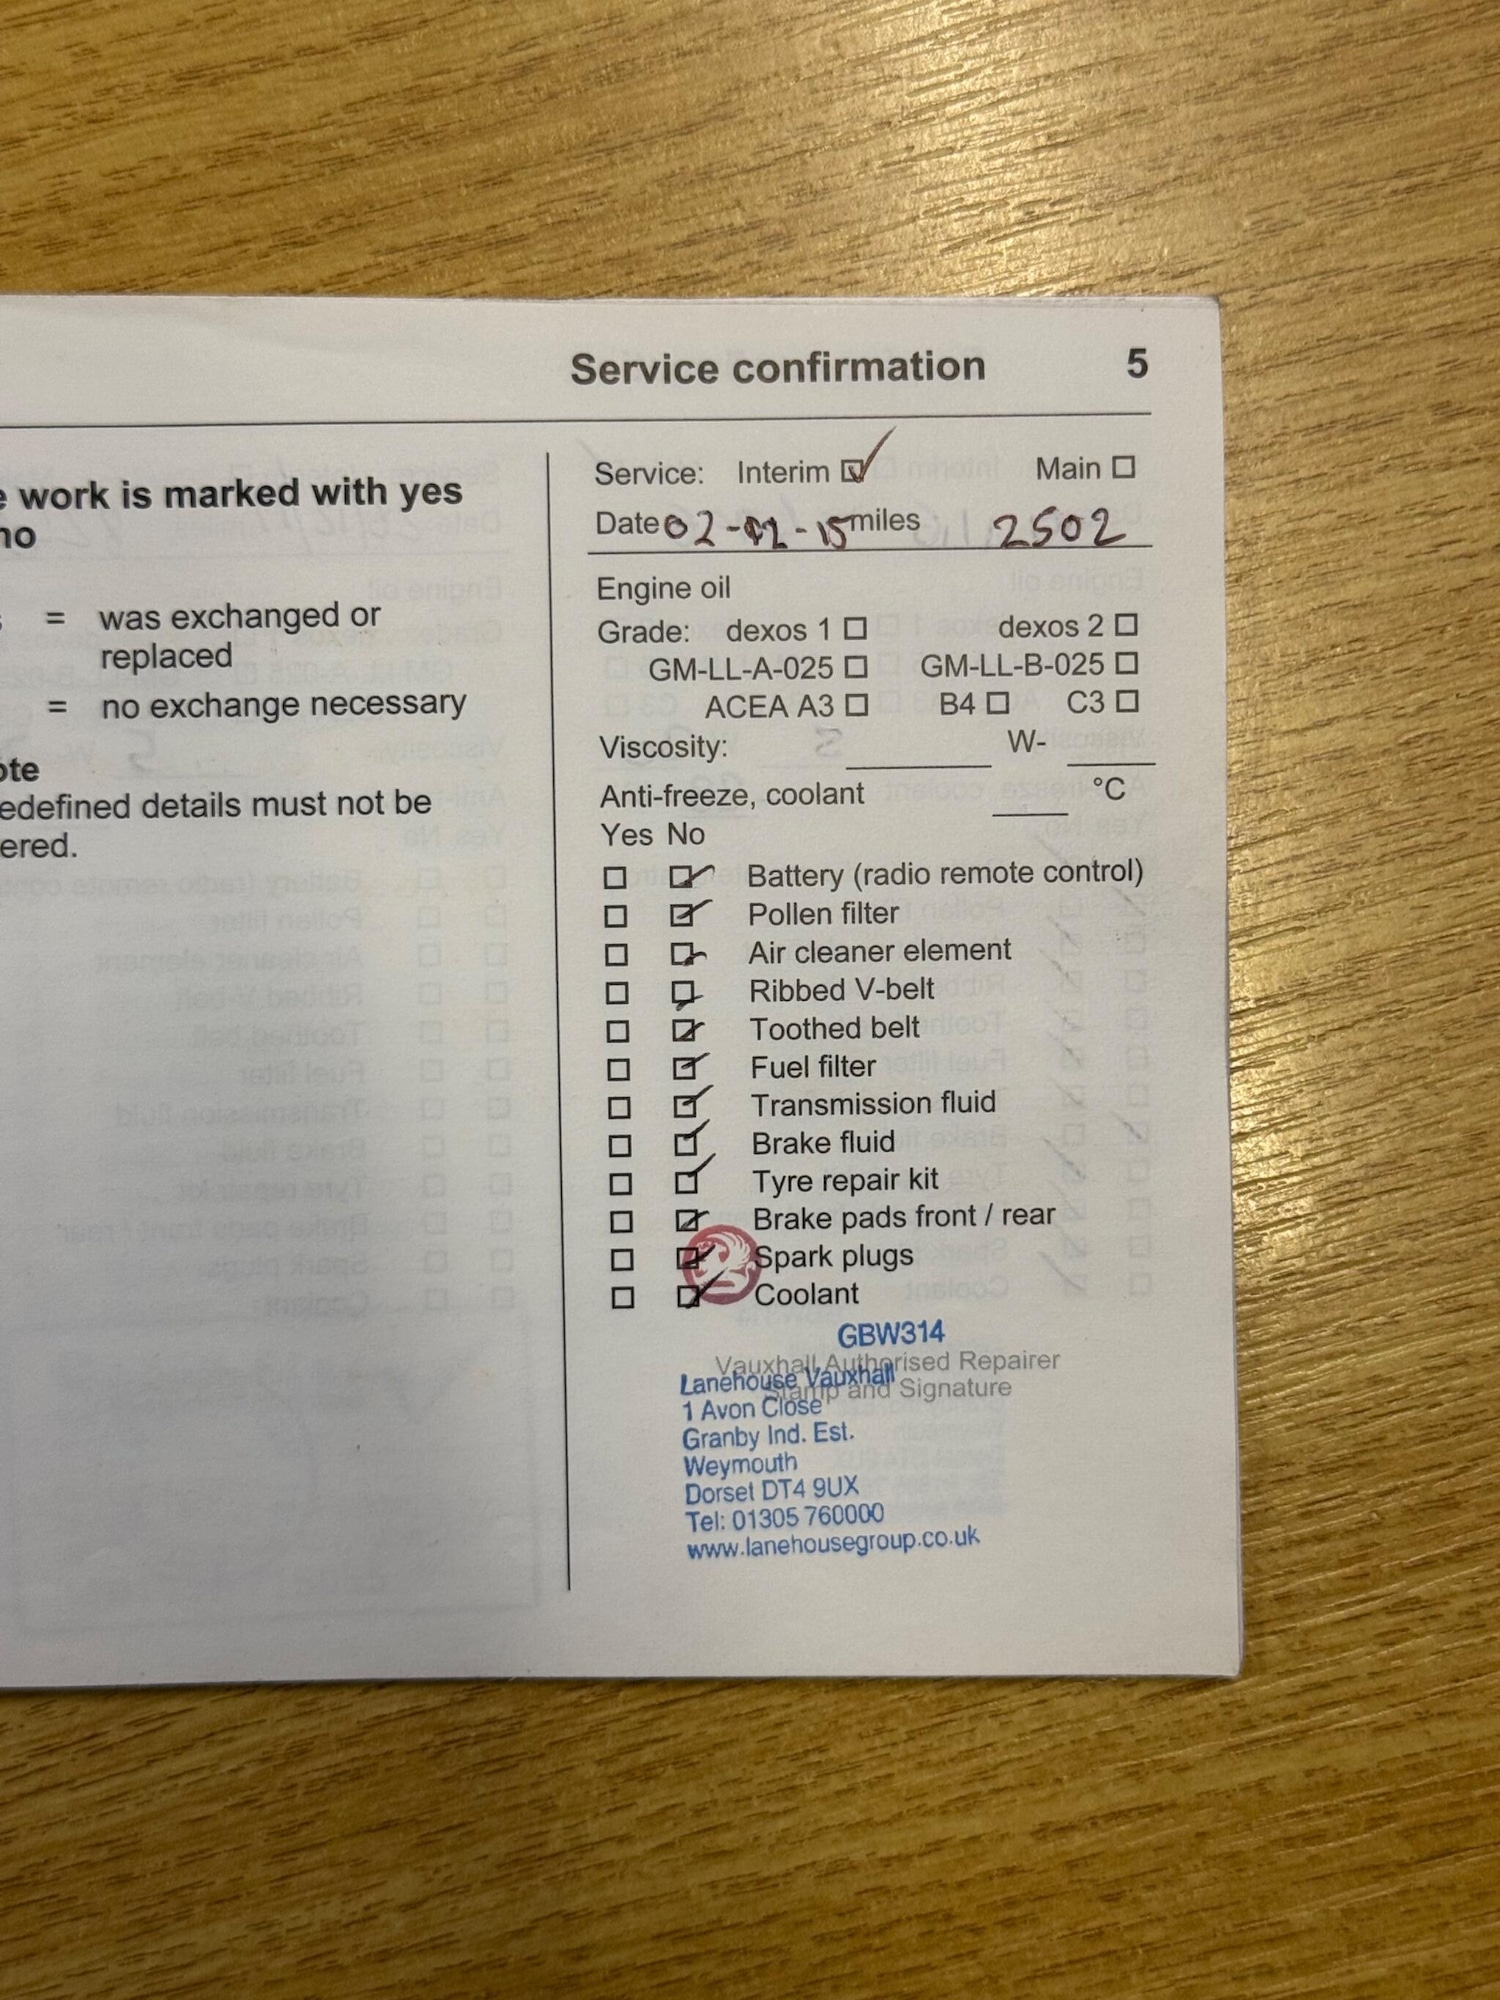 Service confirmation 5
work is marked with yes
no
= was exchanged or
replaced
= no exchange necessary
edefined details must not be
ered.
Service: Interim ☑ Main ☐
Date 02-02-15 miles 2502
Engine oil
Grade: dexos 1 ☐ dexos 2 ☐
GM-LL-A-025 ☐ GM-LL-B-025 ☐
ACEA A3 ☐ B4 ☐ C3 ☐
Viscosity: ____ W- ____
Anti-freeze, coolant ____ °C
Yes No
☐ ☑ Battery (radio remote control)
☐ ☑ Pollen filter
☐ ☑ Air cleaner element
☐ ☑ Ribbed V-belt
☐ ☑ Toothed belt
☐ ☑ Fuel filter
☐ ☑ Transmission fluid
☐ ☑ Brake fluid
☐ ☑ Tyre repair kit
☐ ☑ Brake pads front / rear
☐ ☑ Spark plugs
☐ ☑ Coolant
GBW314
Vauxhall Authorised Repairer
Stamp and Signature
Lanehouse Vauxhall
1 Avon Close
Granby Ind. Est.
Weymouth
Dorset DT4 9UX
Tel: 01305 760000
www.lanehousegroup.co.uk